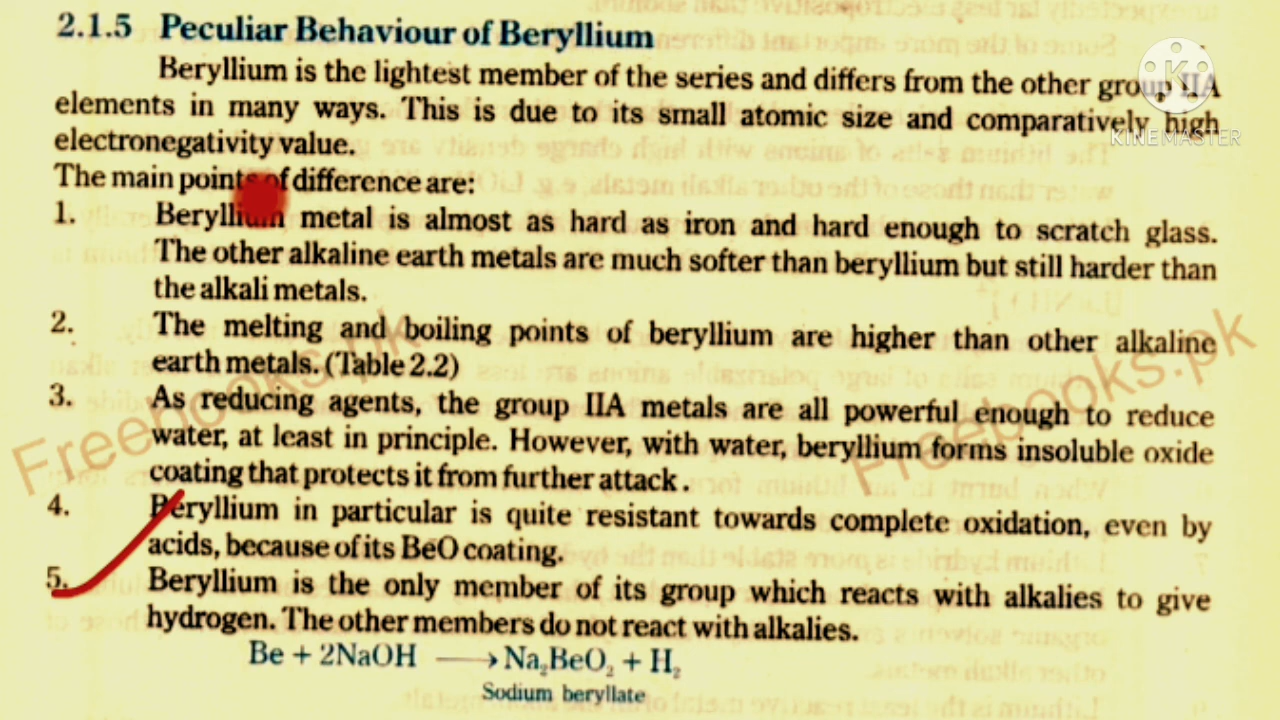 2.1.5 Peculiar Behaviour of Beryllium
Beryllium is the lightest member of the series and differs from the other group IIA
elements in many ways. This is due to its small atomic size and comparatively high
KINEMASTER
electronegativity value.
The main points of difference are:
1. Beryllium metal is almost as hard as iron and hard enough to scratch glass.
The other alkaline earth metals are much softer than beryllium but still harder than
the alkali metals.
2. The melting and boiling points of beryllium are higher than other alkaline
earth metals. (Table 2.2)
3. As reducing agents, the group IIA metals are all powerful enough to reduce
water, at least in principle. However, with water, beryllium forms insoluble oxide
coating that protects it from further attack.
Freebooks.pk
Freebooks.pk
4. Beryllium in particular is quite resistant towards complete oxidation, even by
acids, because of its BeO coating.
5. Beryllium is the only member of its group which reacts with alkalies to give
hydrogen. The other members do not react with alkalies.
Be + 2NaOH ⟶ Na₂BeO₂ + H₂
Sodium beryllate